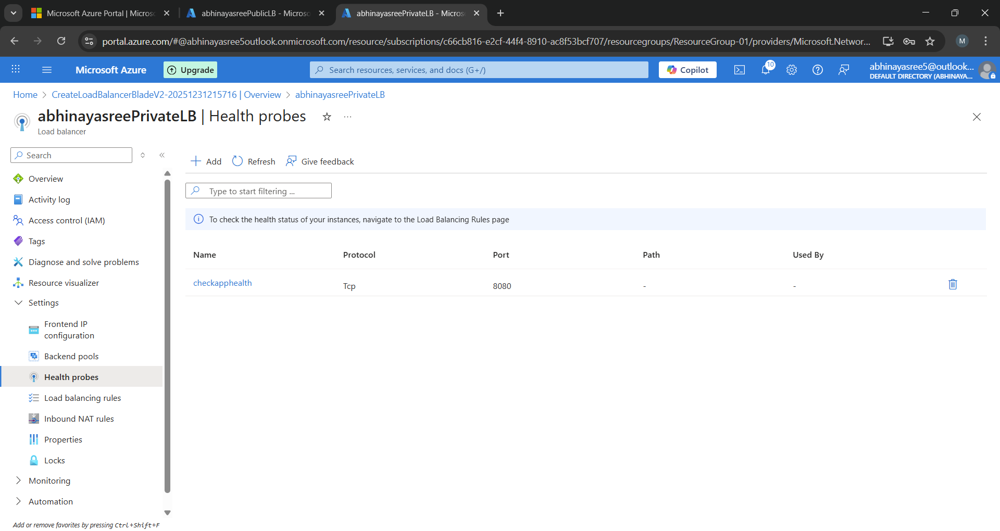 Microsoft Azure Portal | Micros
abhinayasreePublicLB - Microso
abhinayasreePrivateLB - Micros
portal.azure.com/#@abhinayasree5outlook.onmicrosoft.com/resource/subscriptions/c66cb816-e2cf-44f4-8910-ac8f53bcf707/resourcegroups/ResourceGroup-01/providers/Microsoft.Networ...
M
Microsoft Azure
Upgrade
Search resources, services, and docs (G+/)
Copilot
10
abhinayasree5@outlook...
DEFAULT DIRECTORY (ABHINAYA...
Home > CreateLoadBalancerBladeV2-20251231215716 | Overview > abhinayasreePrivateLB
abhinayasreePrivateLB | Health probes
Load balancer
Search
Overview
Activity log
Access control (IAM)
Tags
Diagnose and solve problems
Resource visualizer
Settings
Frontend IP
configuration
Backend pools
Health probes
Load balancing rules
Inbound NAT rules
Properties
Locks
Monitoring
Automation
Add or remove favorites by pressing Ctrl+Shift+F
Add
Refresh
Give feedback
Type to start filtering ...
To check the health status of your instances, navigate to the Load Balancing Rules page
Name Protocol Port Path Used By
checkapphealth Tcp 8080 - -